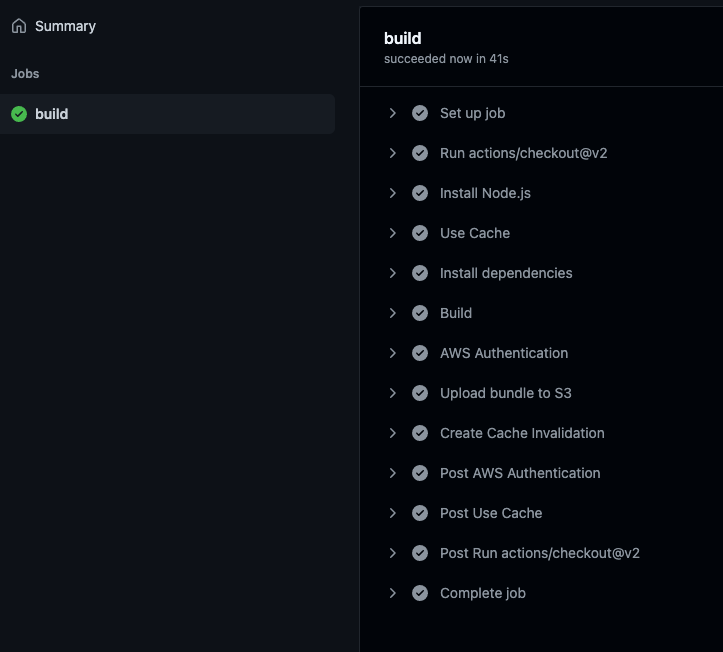 Summary
Jobs
build
build
succeeded now in 41s
Set up job
Run actions/checkout@v2
Install Node.js
Use Cache
Install dependencies
Build
AWS Authentication
Upload bundle to S3
Create Cache Invalidation
Post AWS Authentication
Post Use Cache
Post Run actions/checkout@v2
Complete job